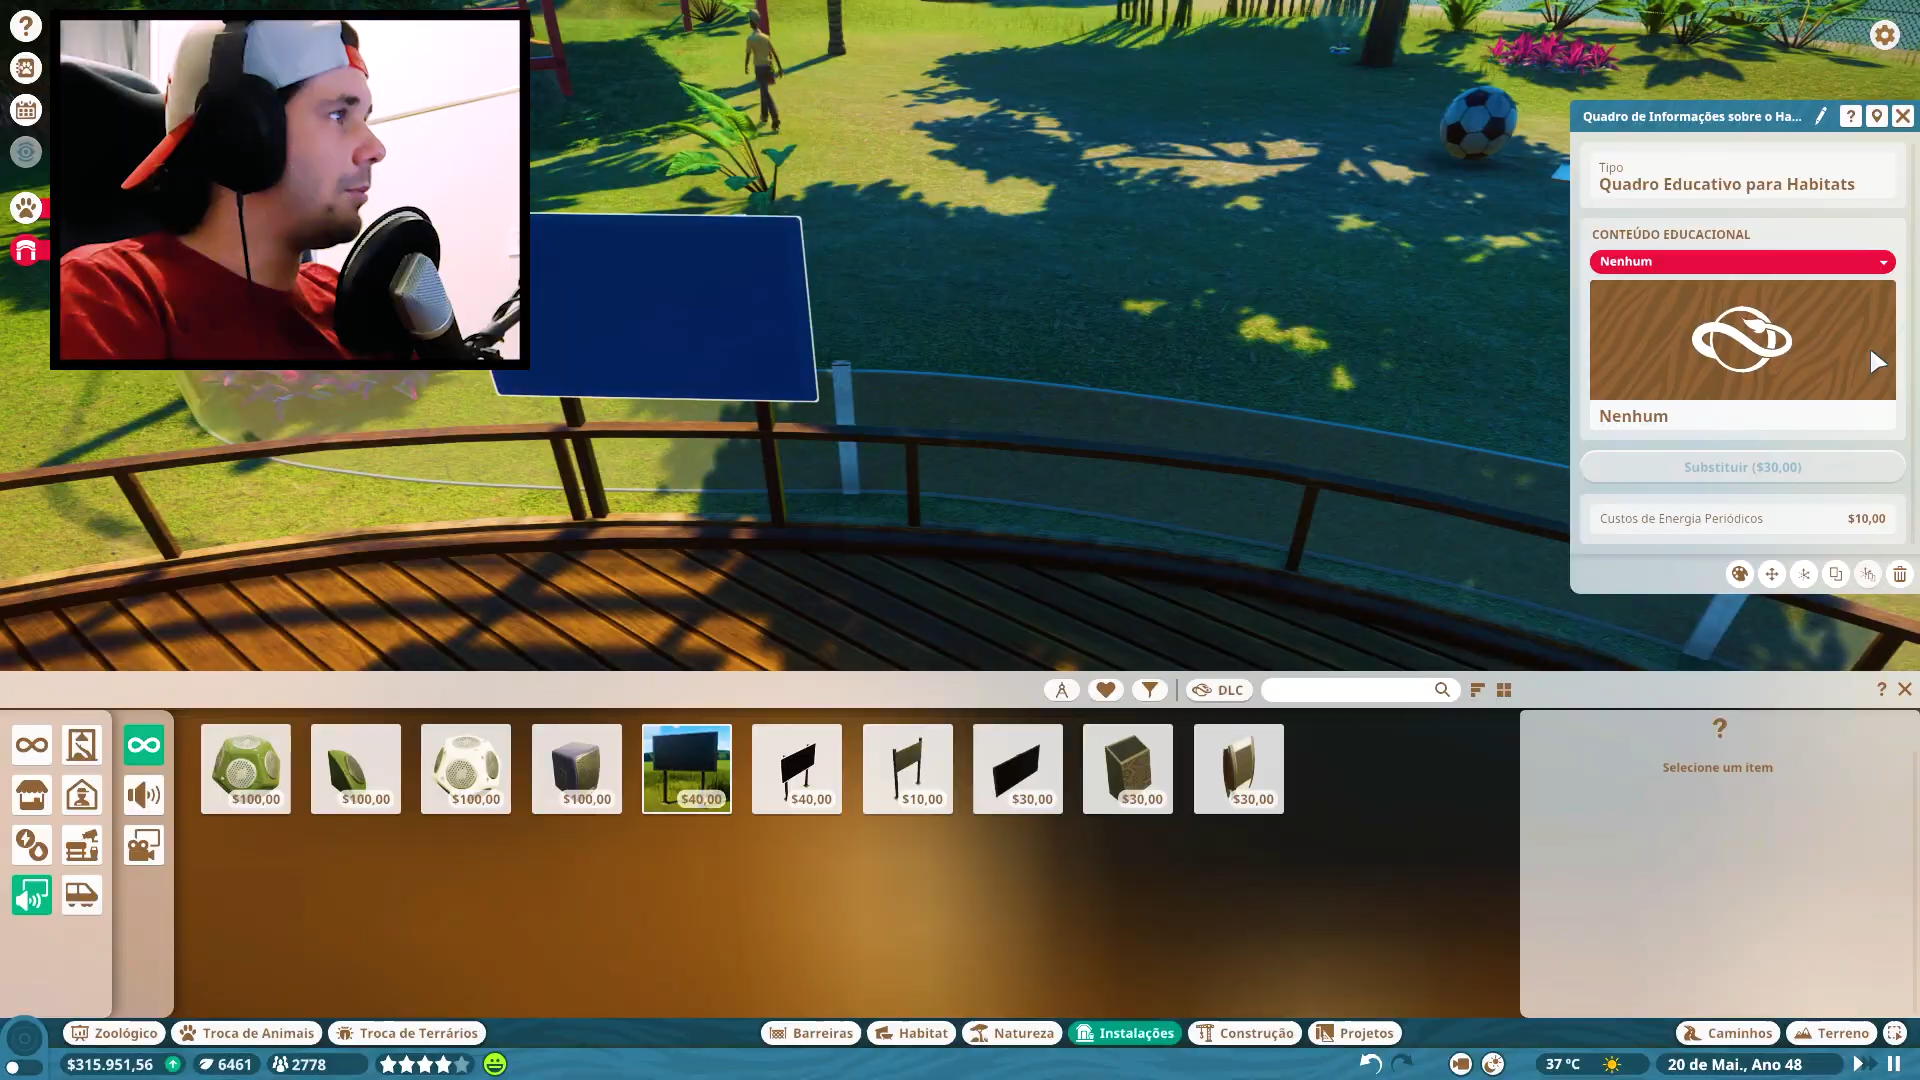 Quadro de Informações sobre o Ha...
Tipo
Quadro Educativo para Habitats
CONTEÚDO EDUCACIONAL
Nenhum
Nenhum
Substituir ($30,00)
Custos de Energia Periódicos $10,00
DLC
$100,00 $100,00 $100,00 $100,00 $40,00 $40,00 $10,00 $30,00 $30,00 $30,00
Selecione um item
Zoológico Troca de Animais Troca de Terrários Barreiras Habitat Natureza Instalações Construção Projetos Caminhos Terreno
$315.951,56 6461 2778 37 °C 20 de Mai., Ano 48